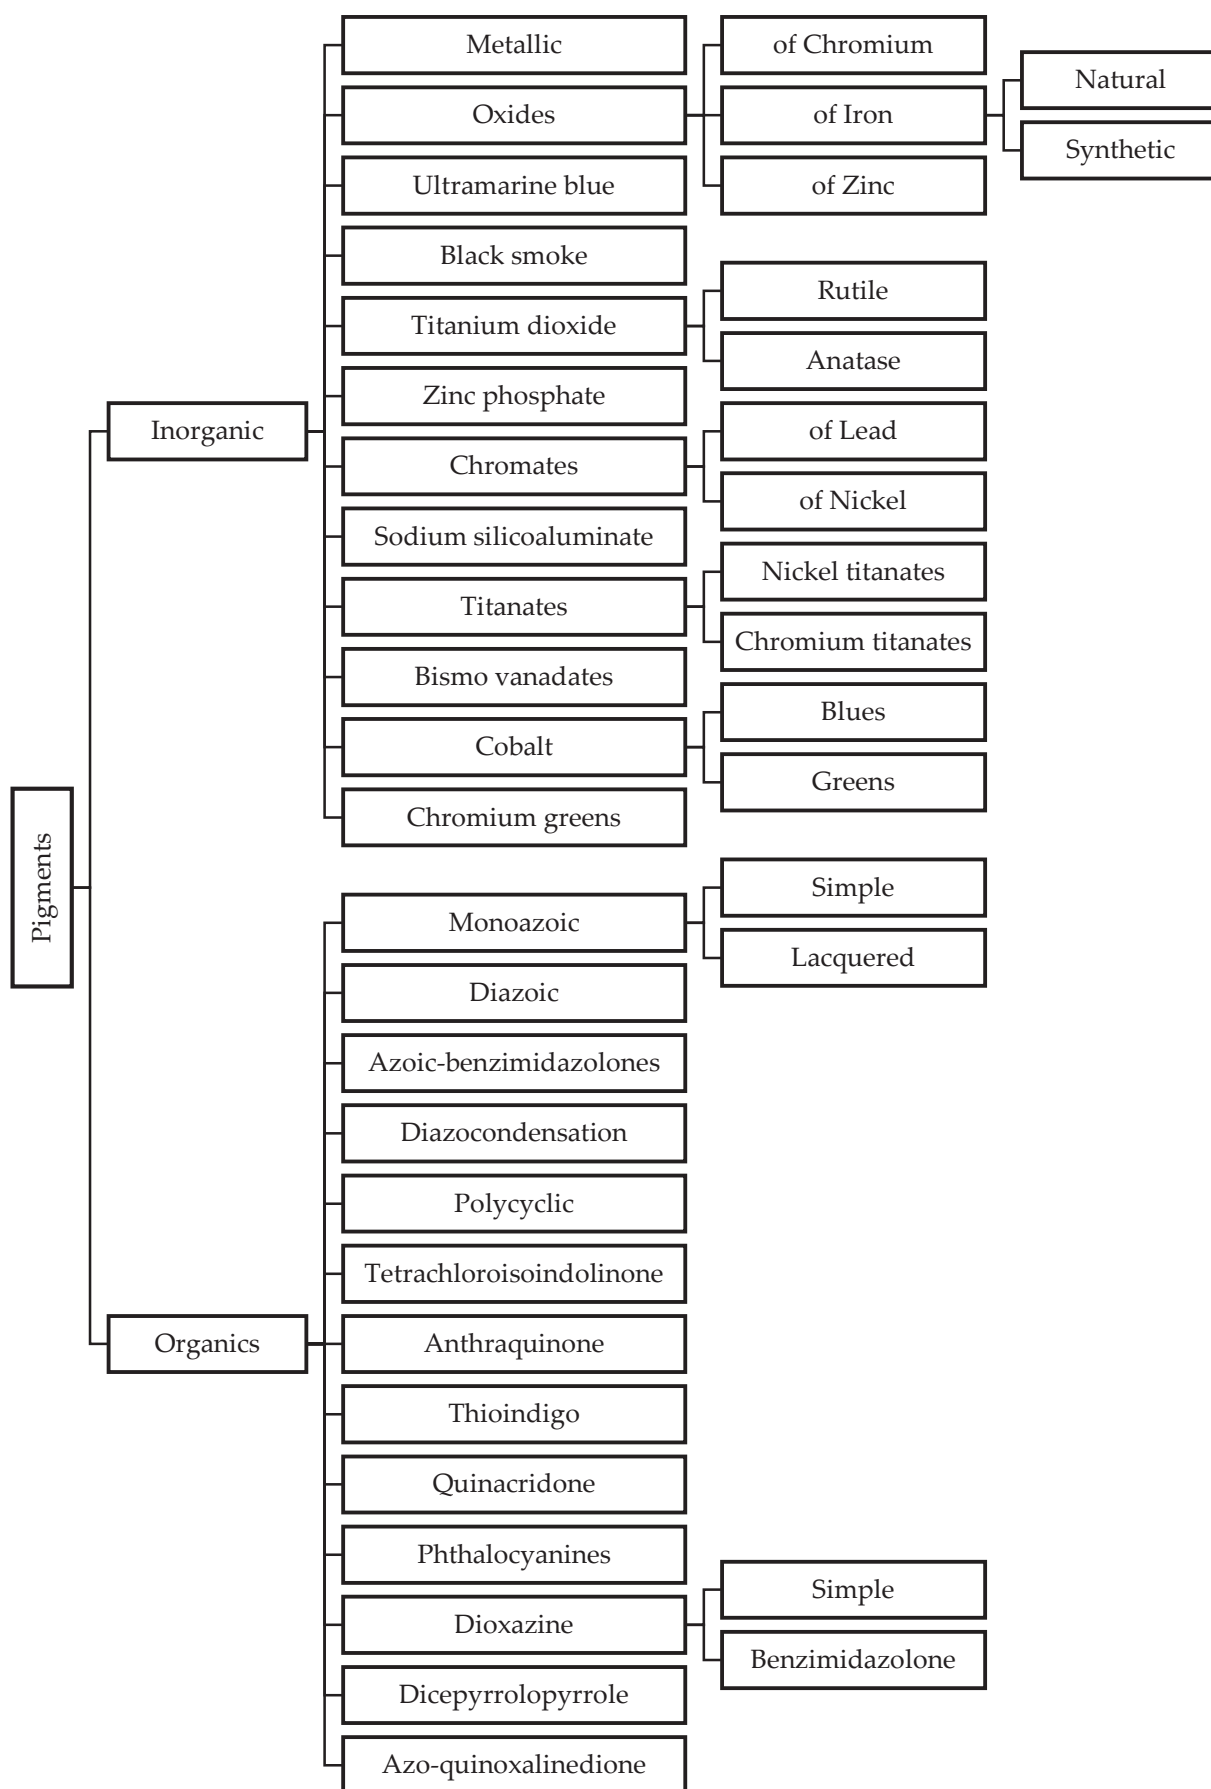 Pigments
Inorganic
Metallic
Oxides
of Chromium
of Iron
Natural
Synthetic
of Zinc
Ultramarine blue
Black smoke
Titanium dioxide
Rutile
Anatase
Zinc phosphate
Chromates
of Lead
of Nickel
Sodium silicoaluminate
Titanates
Nickel titanates
Chromium titanates
Bismo vanadates
Cobalt
Blues
Greens
Chromium greens
Organics
Monoazoic
Simple
Lacquered
Diazoic
Azoic-benzimidazolones
Diazocondensation
Polycyclic
Tetrachloroisoindolinone
Anthraquinone
Thioindigo
Quinacridone
Phthalocyanines
Dioxazine
Simple
Benzimidazolone
Dicepyrrolopyrrole
Azo-quinoxalinedione